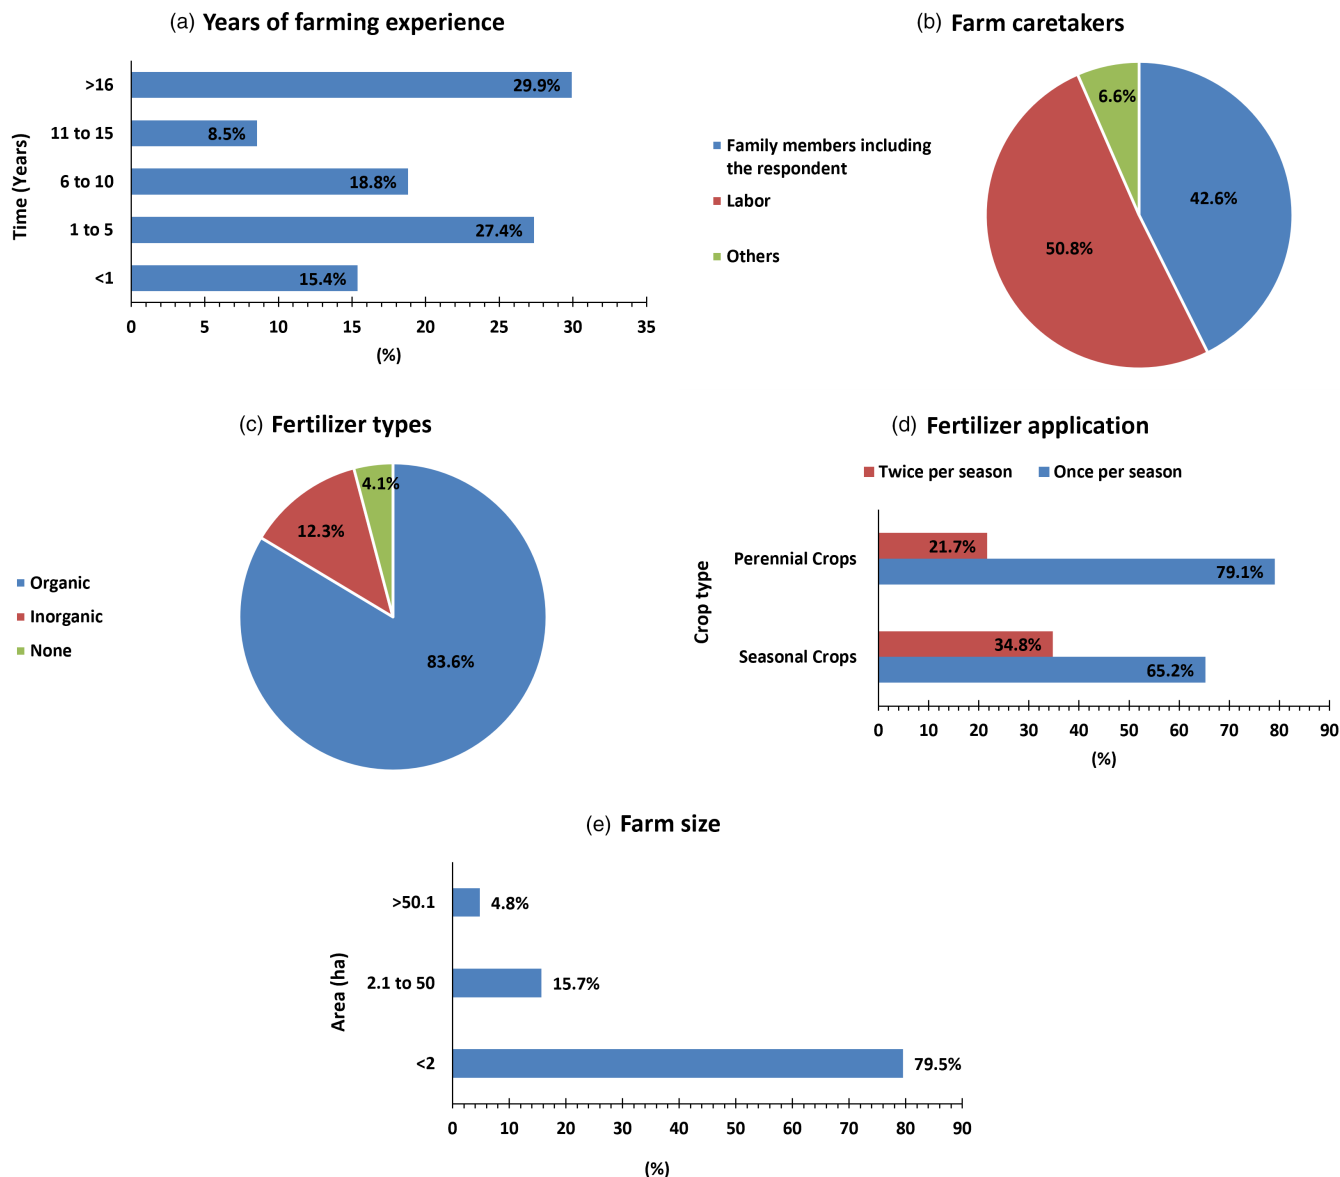 (a) Years of farming experience
Time (Years)
>16
29.9%
11 to 15
8.5%
6 to 10
18.8%
1 to 5
27.4%
<1
15.4%
0 5 10 15 20 25 30 35
(%)
(b) Farm caretakers
Family members including
the respondent
Labor
Others
6.6%
42.6%
50.8%
(c) Fertilizer types
Organic
Inorganic
None
4.1%
12.3%
83.6%
(d) Fertilizer application
Twice per season
Once per season
Crop type
Perennial Crops
21.7%
79.1%
Seasonal Crops
34.8%
65.2%
0 10 20 30 40 50 60 70 80 90
(%)
(e) Farm size
Area (ha)
>50.1
4.8%
2.1 to 50
15.7%
<2
79.5%
0 10 20 30 40 50 60 70 80 90
(%)